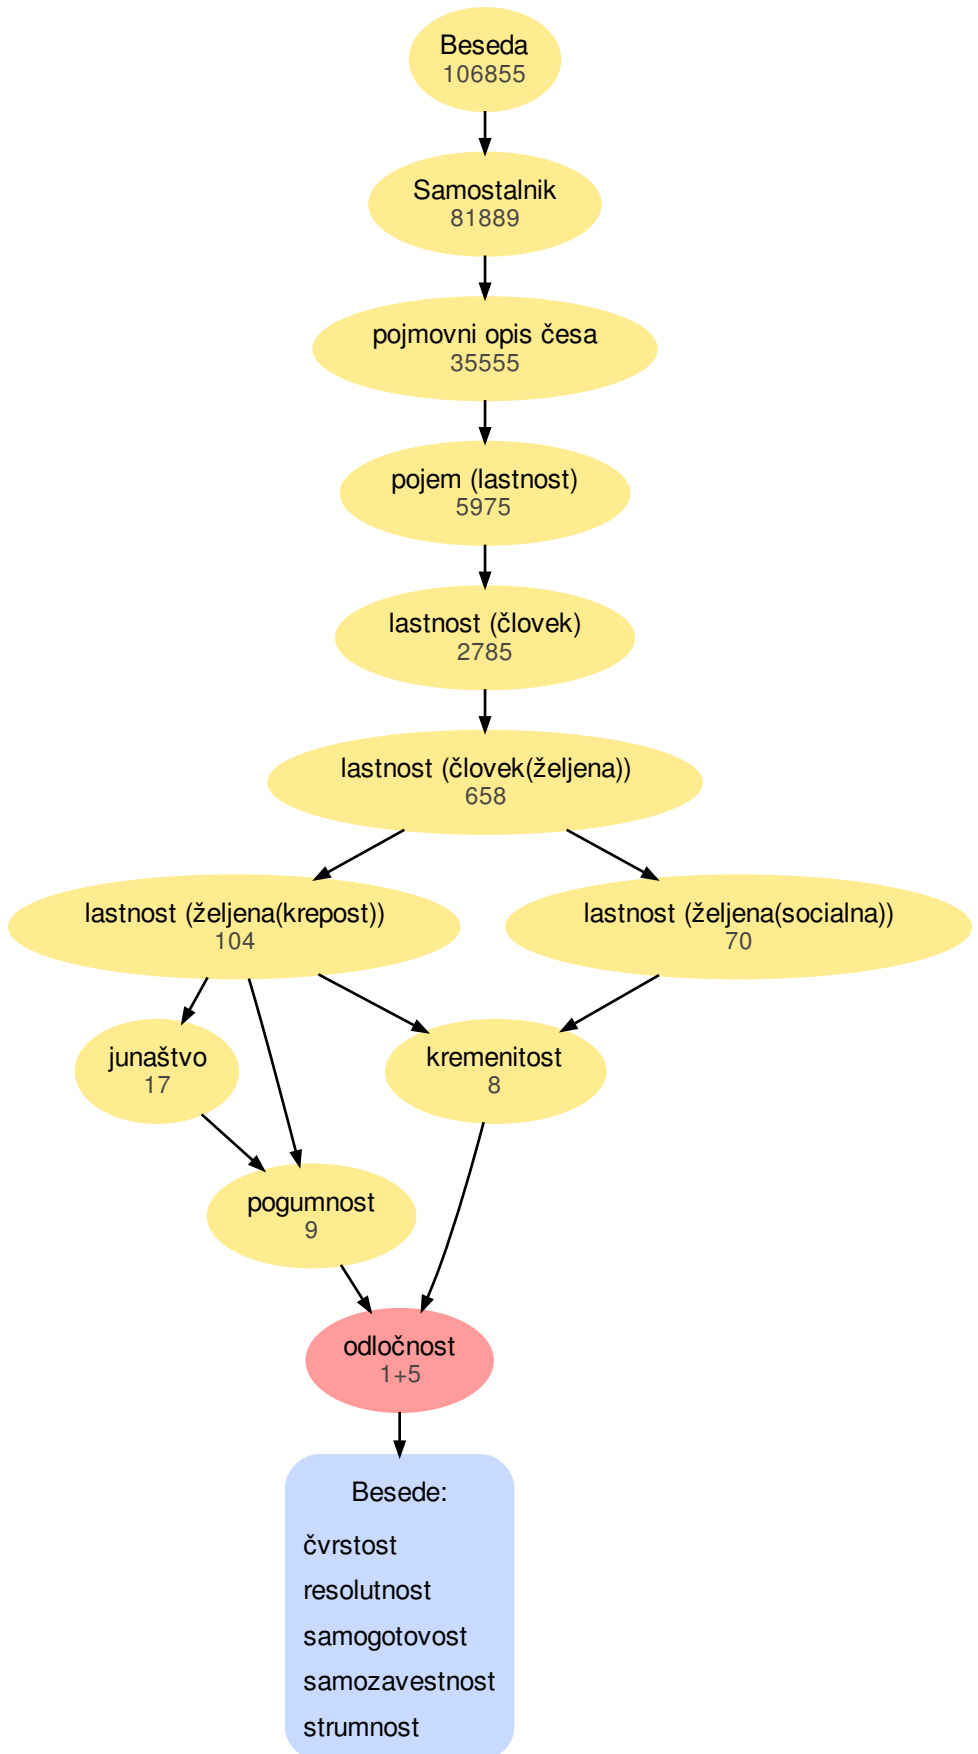 Beseda
106855
Samostalnik
81889
pojmovni opis česa
35555
pojem (lastnost)
5975
lastnost (človek)
2785
lastnost (človek(željena))
658
lastnost (željena(krepost))
104
lastnost (željena(socialna))
70
junaštvo
17
kremenitost
8
pogumnost
9
odločnost
1+5
Besede:
čvrstost
resolutnost
samogotovost
samozavestnost
strumnost